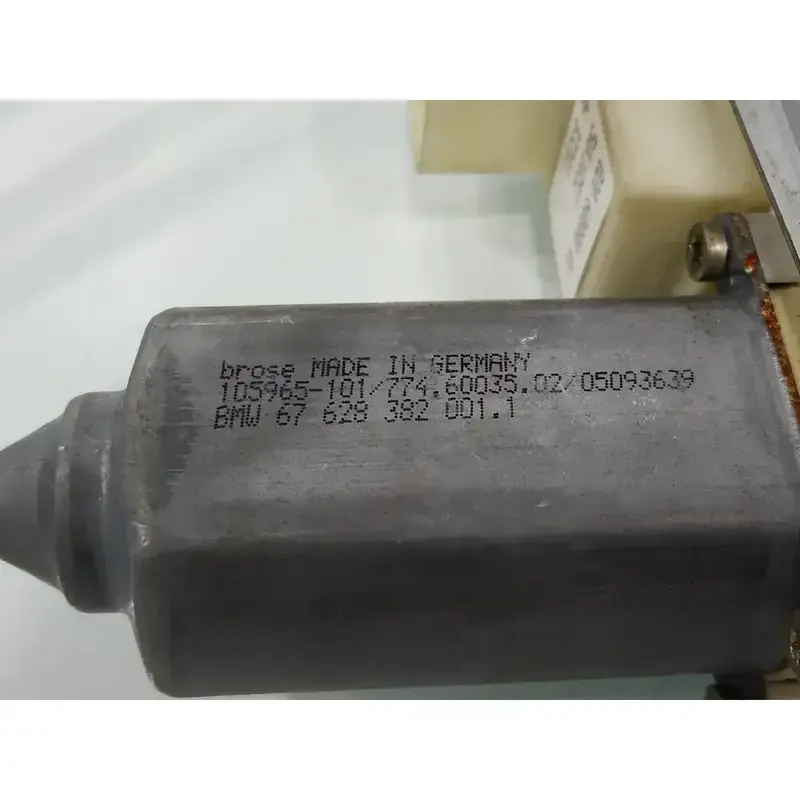 brose MADE IN GERMANY
105965-101/774.60035.02/05093639
BMW 67 628 382 001.1